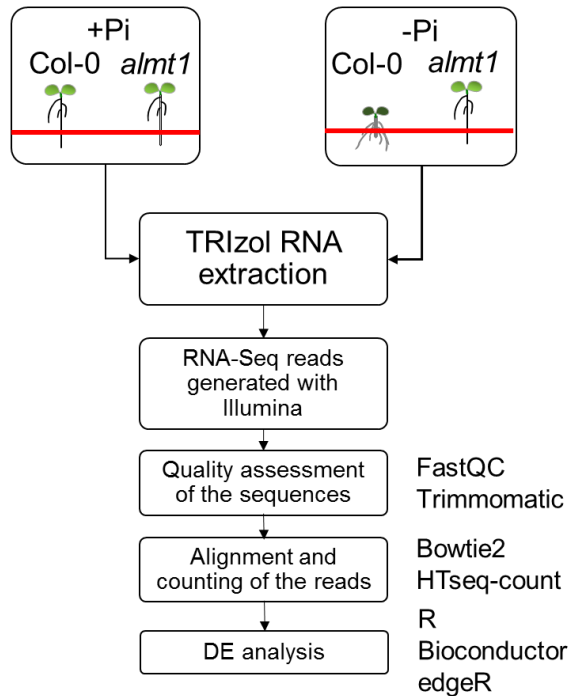 +Pi
Col-0 almt1
-Pi
Col-0 almt1
TRIzol RNA
extraction
RNA-Seq reads
generated with
Illumina
Quality assessment
of the sequences
FastQC
Trimmomatic
Alignment and
counting of the reads
Bowtie2
HTseq-count
DE analysis
R
Bioconductor
edgeR